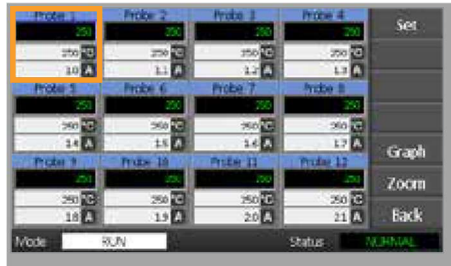 Probe 1 Probe 2 Probe 3 Probe 4 Set
250 250 250 250
250 °C 250 °C 250 °C 250 °C
1.0 A 1.1 A 1.2 A 1.3 A
Probe 5 Probe 6 Probe 7 Probe 8
250 250 250 250
250 °C 250 °C 250 °C 250 °C
1.4 A 1.5 A 1.6 A 1.7 A Graph
Probe 9 Probe 10 Probe 11 Probe 12
250 250 250 250 Zoom
250 °C 250 °C 250 °C 250 °C
1.8 A 1.9 A 2.0 A 2.1 A Back
Mode RUN Status NORMAL